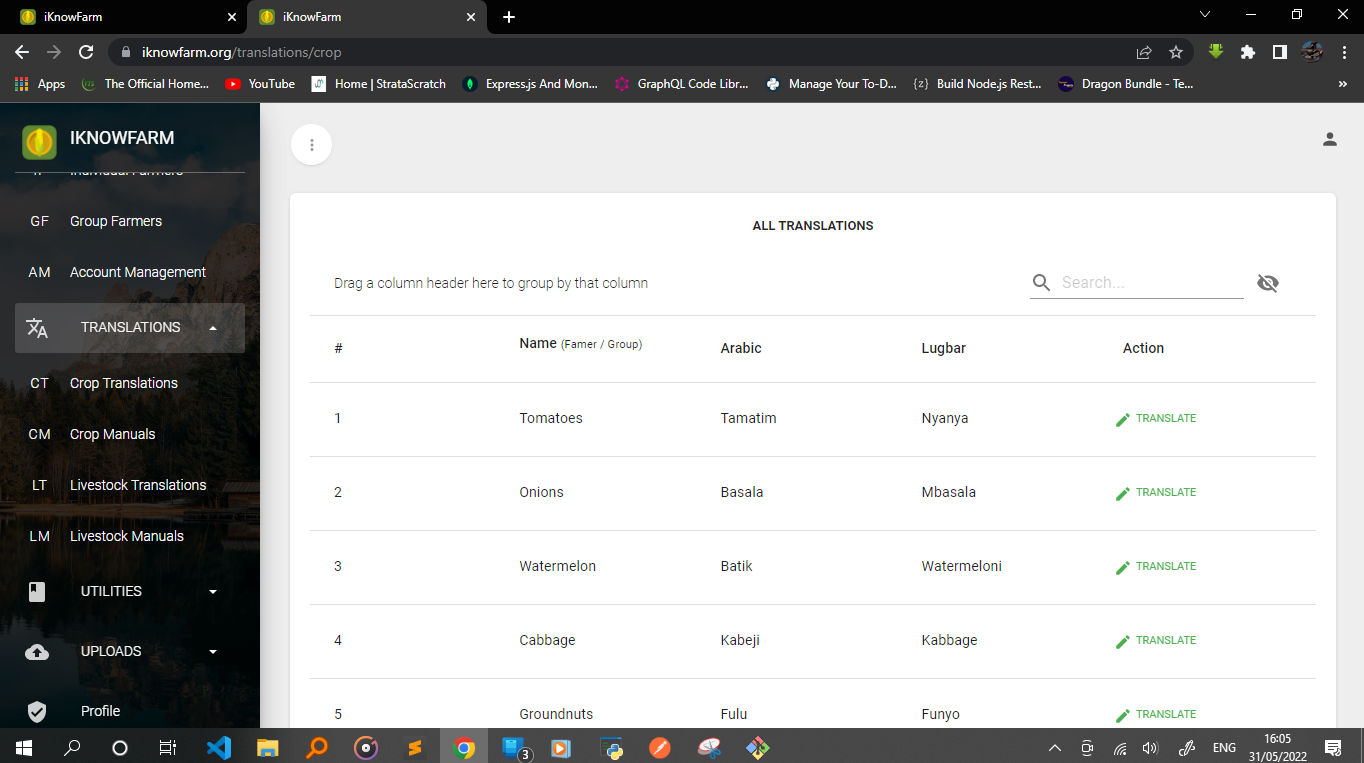 iKnowFarm
iKnowFarm
iknowfarm.org/translations/crop
Apps
The Official Home...
YouTube
Home | StrataScratch
Express.js And Mon...
GraphQL Code Libr...
Manage Your To-D...
Build Node.js Rest...
Dragon Bundle - Te...
IKNOWFARM
Individual Farmers
GF Group Farmers
AM Account Management
TRANSLATIONS
CT Crop Translations
CM Crop Manuals
LT Livestock Translations
LM Livestock Manuals
UTILITIES
UPLOADS
Profile
ALL TRANSLATIONS
Drag a column header here to group by that column
Search...
# Name (Famer / Group) Arabic Lugbar Action
1 Tomatoes Tamatim Nyanya TRANSLATE
2 Onions Basala Mbasala TRANSLATE
3 Watermelon Batik Watermeloni TRANSLATE
4 Cabbage Kabeji Kabbage TRANSLATE
5 Groundnuts Fulu Funyo TRANSLATE
3
ENG
16:05
31/05/2022